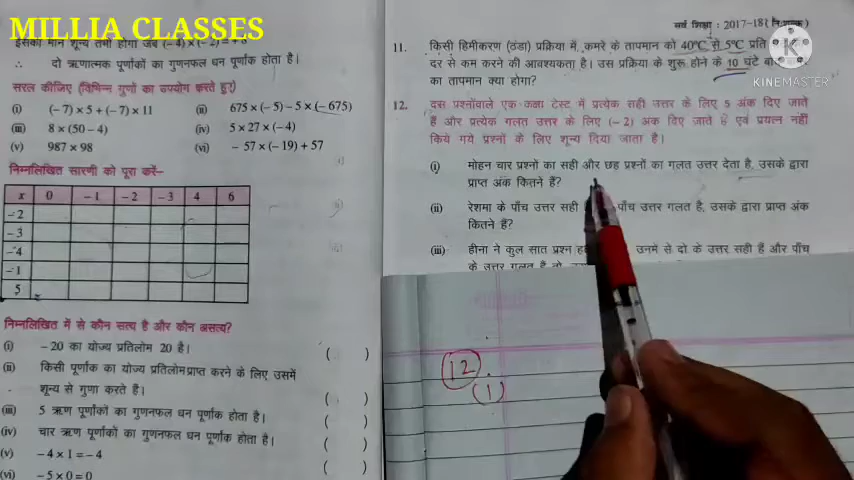 MILLIA CLASSES
इसका मान शून्य तभी होगा जब (-4)×(-2)=+8
∴ दो ऋणात्मक पूर्णांकों का गुणनफल धन पूर्णांक होता है।
सरल कीजिए (विभिन्न गुणों का उपयोग करते हुए)
(i) (-7) × 5 + (-7) × 11 (ii) 675 × (-5) - 5 × (-675)
(iii) 8 × (50 - 4) (iv) 5 × 27 × (-4)
(v) 987 × 98 (vi) - 57 × (-19) + 57
निम्नलिखित सारणी को पूरा करें-
x 0 -1 -2 -3 4 6
-2
-3
-4
-1
5
निम्नलिखित में से कौन सत्य है और कौन असत्य?
(i) -20 का योज्य प्रतिलोम 20 है। ( )
(ii) किसी पूर्णांक का योज्य प्रतिलोम प्राप्त करने के लिए उसमें
शून्य से गुणा करते हैं। ( )
(iii) 5 ऋण पूर्णांकों का गुणनफल धन पूर्णांक होता है। ( )
(iv) चार ऋण पूर्णांकों का गुणनफल धन पूर्णांक होता है। ( )
(v) -4 × 1 = -4 ( )
(vi) -5 × 0 = 0 ( )
सर्व शिक्षा : 2017-18 (निःशुल्क)
11. किसी हिमीकरण (ठंडा) प्रक्रिया में, कमरे के तापमान को 40°C से 5°C प्रति
दर से कम करने की आवश्यकता है। उस प्रक्रिया के शुरू होने के 10 घंटे
का तापमान क्या होगा?
KINEMASTER
12. दस प्रश्नोंवाले एक कक्षा टेस्ट में प्रत्येक सही उत्तर के लिए 5 अंक दिए जाते
हैं और प्रत्येक गलत उत्तर के लिए (-2) अंक दिए जाते हैं एवं प्रयत्न नहीं
किये गये प्रश्नों के लिए शून्य दिया जाता है।
(i) मोहन चार प्रश्नों का सही और छह प्रश्नों का गलत उत्तर देता है, उसके द्वारा
प्राप्त अंक कितने हैं?
(ii) रेशमा के पाँच उत्तर सही पाँच उत्तर गलत है, उसके द्वारा प्राप्त अंक
कितने हैं?
(iii) हीना ने कुल सात प्रश्न उनमें से दो के उत्तर सही हैं और पाँच
के उत्तर गलत हैं तो
12.
(1)